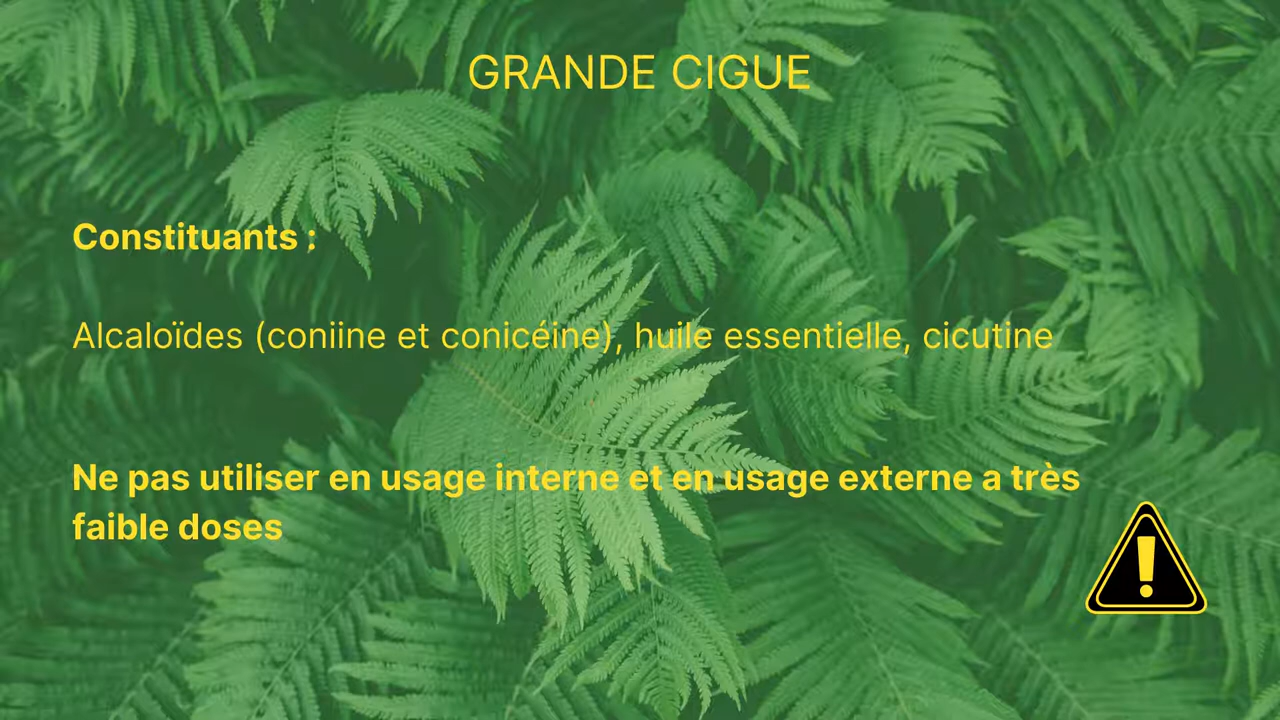 GRANDE CIGUE
Constituants :
Alcaloïdes (coniine et conicéine), huile essentielle, cicutine
Ne pas utiliser en usage interne et en usage externe a très
faible doses